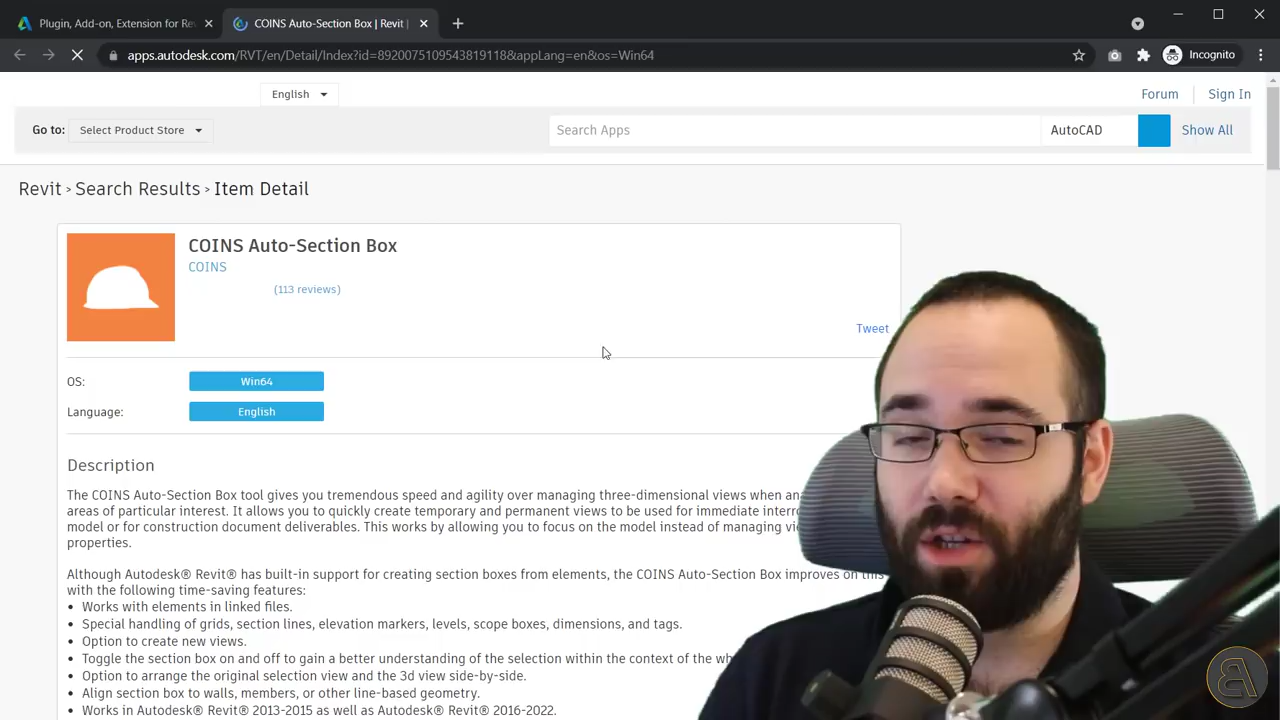 Plugin, Add-on, Extension for Re
COINS Auto-Section Box | Revit |
Incognito
apps.autodesk.com/RVT/en/Detail/Index?id=8920075109543819118&appLang=en&os=Win64
English
Forum
Sign In
Go to:
Select Product Store
Search Apps
AutoCAD
Show All
Revit > Search Results > Item Detail
COINS Auto-Section Box
COINS
(113 reviews)
Tweet
OS:
Win64
Language:
English
Description
The COINS Auto-Section Box tool gives you tremendous speed and agility over managing three-dimensional views when an
areas of particular interest. It allows you to quickly create temporary and permanent views to be used for immediate interro
model or for construction document deliverables. This works by allowing you to focus on the model instead of managing vi
properties.
Although Autodesk® Revit® has built-in support for creating section boxes from elements, the COINS Auto-Section Box improves on this
with the following time-saving features:
• Works with elements in linked files.
• Special handling of grids, section lines, elevation markers, levels, scope boxes, dimensions, and tags.
• Option to create new views.
• Toggle the section box on and off to gain a better understanding of the selection within the context of the wh
• Option to arrange the original selection view and the 3d view side-by-side.
• Align section box to walls, members, or other line-based geometry.
• Works in Autodesk® Revit® 2013-2015 as well as Autodesk® Revit® 2016-2022.